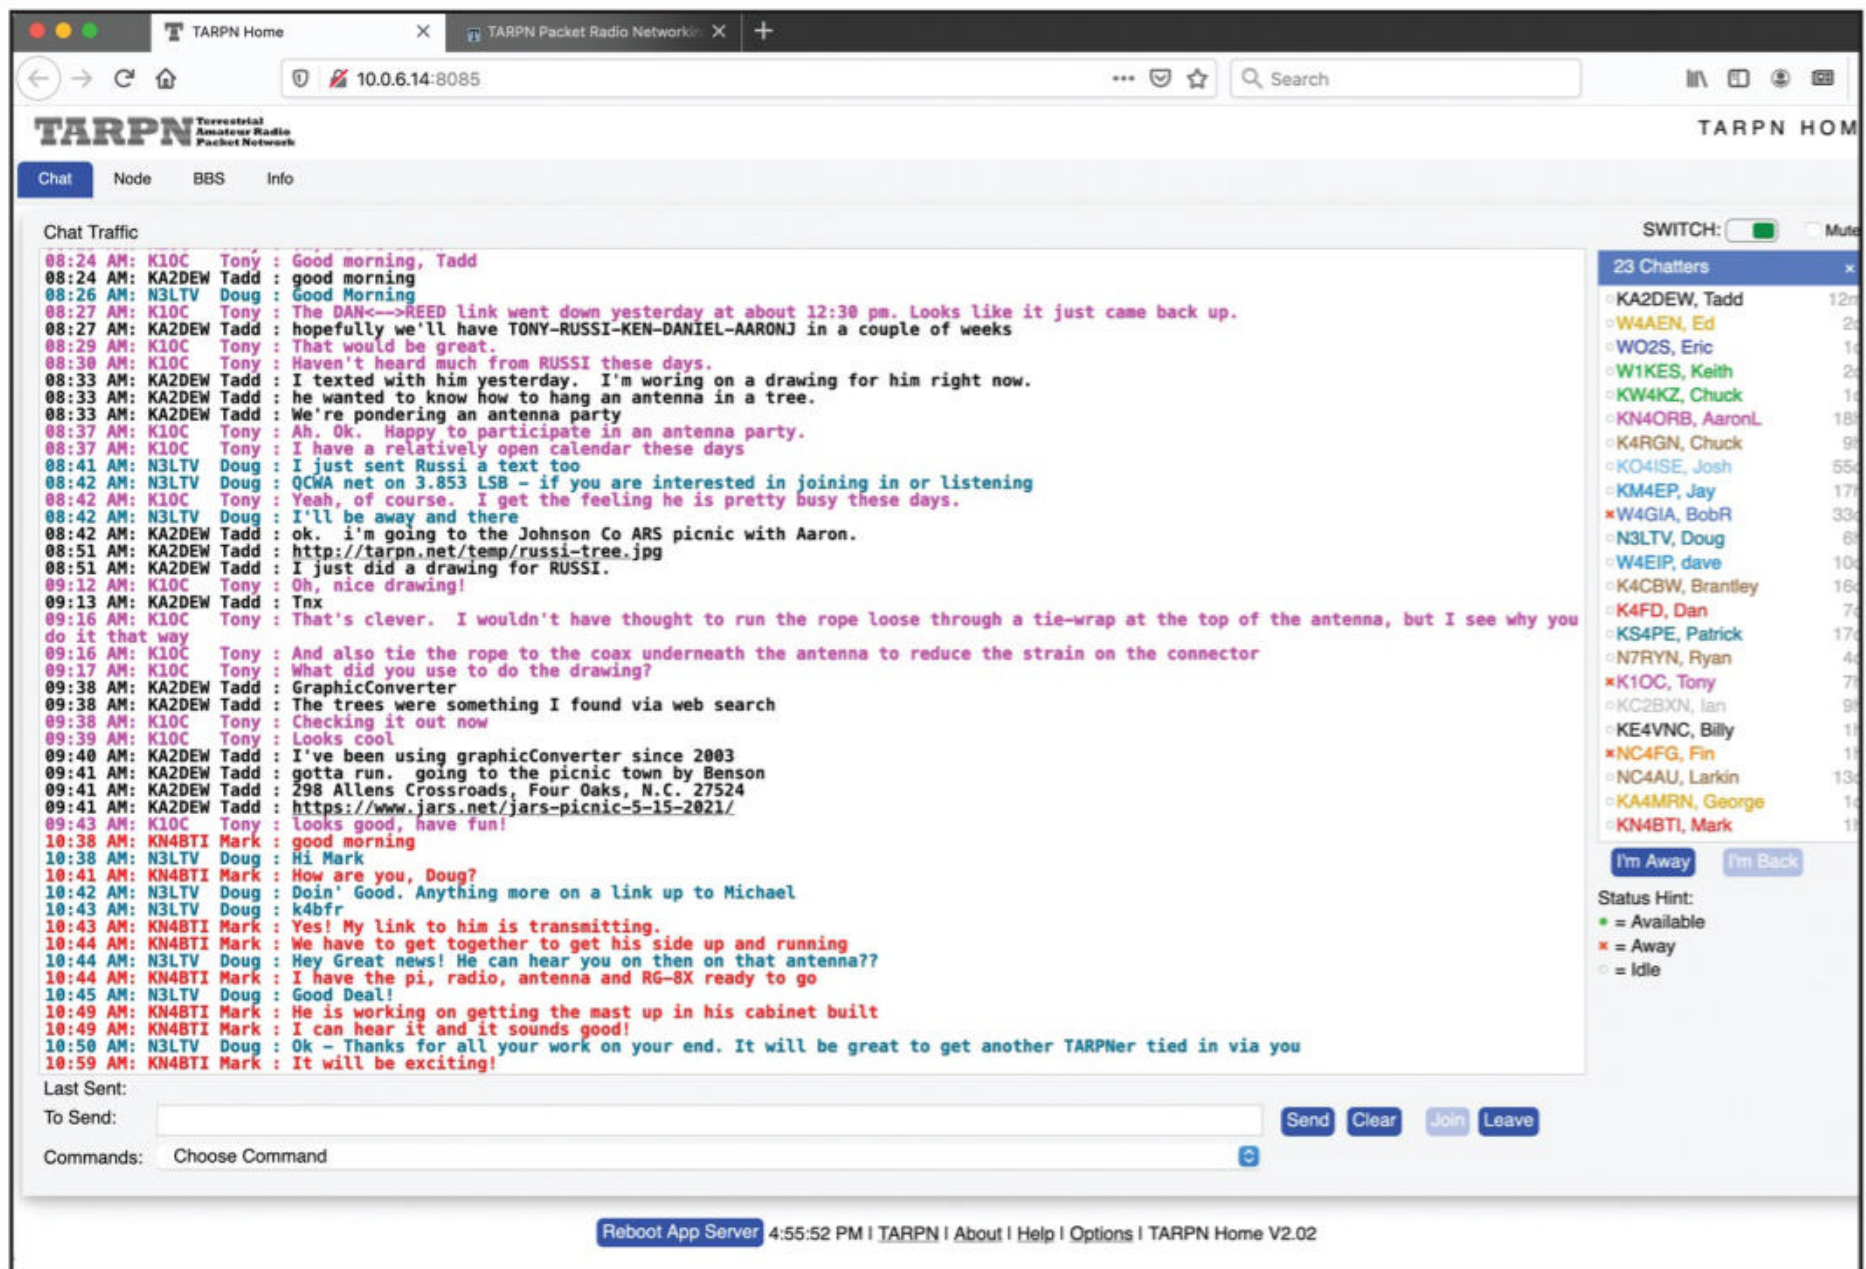 TARPN Home
TARPN Packet Radio Networkin
10.0.6.14:8085
Search
TARPN Terrestrial Amateur Radio Packet Network
TARPN HOM
Chat Node BBS Info
Chat Traffic
SWITCH: Mute
08:24 AM: K1OC Tony : Good morning, Tadd
08:24 AM: KA2DEW Tadd : good morning
08:26 AM: N3LTV Doug : Good Morning
08:27 AM: K1OC Tony : The DAN<-->REED link went down yesterday at about 12:30 pm. Looks like it just came back up.
08:27 AM: KA2DEW Tadd : hopefully we'll have TONY-RUSSI-KEN-DANIEL-AARONJ in a couple of weeks
08:29 AM: K1OC Tony : That would be great.
08:30 AM: K1OC Tony : Haven't heard much from RUSSI these days.
08:33 AM: KA2DEW Tadd : I texted with him yesterday. I'm woring on a drawing for him right now.
08:33 AM: KA2DEW Tadd : he wanted to know how to hang an antenna in a tree.
08:33 AM: KA2DEW Tadd : We're pondering an antenna party
08:37 AM: K1OC Tony : Ah. Ok. Happy to participate in an antenna party.
08:37 AM: K1OC Tony : I have a relatively open calendar these days
08:41 AM: N3LTV Doug : I just sent Russi a text too
08:42 AM: N3LTV Doug : QCWA net on 3.853 LSB - if you are interested in joining in or listening
08:42 AM: K1OC Tony : Yeah, of course. I get the feeling he is pretty busy these days.
08:42 AM: N3LTV Doug : I'll be away and there
08:42 AM: KA2DEW Tadd : ok. i'm going to the Johnson Co ARS picnic with Aaron.
08:51 AM: KA2DEW Tadd : http://tarpn.net/temp/russi-tree.jpg
08:51 AM: KA2DEW Tadd : I just did a drawing for RUSSI.
09:12 AM: K1OC Tony : Oh, nice drawing!
09:13 AM: KA2DEW Tadd : Tnx
09:16 AM: K1OC Tony : That's clever. I wouldn't have thought to run the rope loose through a tie-wrap at the top of the antenna, but I see why you
do it that way
09:16 AM: K1OC Tony : And also tie the rope to the coax underneath the antenna to reduce the strain on the connector
09:17 AM: K1OC Tony : What did you use to do the drawing?
09:38 AM: KA2DEW Tadd : GraphicConverter
09:38 AM: KA2DEW Tadd : The trees were something I found via web search
09:38 AM: K1OC Tony : Checking it out now
09:39 AM: K1OC Tony : Looks cool
09:40 AM: KA2DEW Tadd : I've been using graphicConverter since 2003
09:41 AM: KA2DEW Tadd : gotta run. going to the picnic town by Benson
09:41 AM: KA2DEW Tadd : 298 Allens Crossroads, Four Oaks, N.C. 27524
09:41 AM: KA2DEW Tadd : https://www.jars.net/jars-picnic-5-15-2021/
09:43 AM: K1OC Tony : looks good, have fun!
10:38 AM: KN4BTI Mark : good morning
10:38 AM: N3LTV Doug : Hi Mark
10:41 AM: KN4BTI Mark : How are you, Doug?
10:42 AM: N3LTV Doug : Doin' Good. Anything more on a link up to Michael
10:43 AM: N3LTV Doug : k4bfr
10:43 AM: KN4BTI Mark : Yes! My link to him is transmitting.
10:44 AM: KN4BTI Mark : We have to get together to get his side up and running
10:44 AM: N3LTV Doug : Hey Great news! He can hear you on then on that antenna??
10:44 AM: KN4BTI Mark : I have the pi, radio, antenna and RG-8X ready to go
10:45 AM: N3LTV Doug : Good Deal!
10:49 AM: KN4BTI Mark : He is working on getting the mast up in his cabinet built
10:49 AM: KN4BTI Mark : I can hear it and it sounds good!
10:50 AM: N3LTV Doug : Ok - Thanks for all your work on your end. It will be great to get another TARPNer tied in via you
10:59 AM: KN4BTI Mark : It will be exciting!
23 Chatters ×
KA2DEW, Tadd 12m
W4AEN, Ed 2
WO2S, Eric 1
W1KES, Keith 2
KW4KZ, Chuck 1
KN4ORB, AaronL 18
K4RGN, Chuck 9
KO4ISE, Josh 55
KM4EP, Jay 17
W4GIA, BobR 33
N3LTV, Doug 6
W4EIP, dave 10
K4CBW, Brantley 16
K4FD, Dan 7
KS4PE, Patrick 17
N7RYN, Ryan 4
K1OC, Tony 7
KC2BXN, Ian 9
KE4VNC, Billy 1
NC4FG, Fin 1
NC4AU, Larkin 13
KA4MRN, George 1
KN4BTI, Mark 1
I'm Away I'm Back
Status Hint:
= Available
= Away
= Idle
Last Sent:
To Send: Send Clear Join Leave
Commands: Choose Command
Reboot App Server 4:55:52 PM | TARPN | About | Help | Options | TARPN Home V2.02